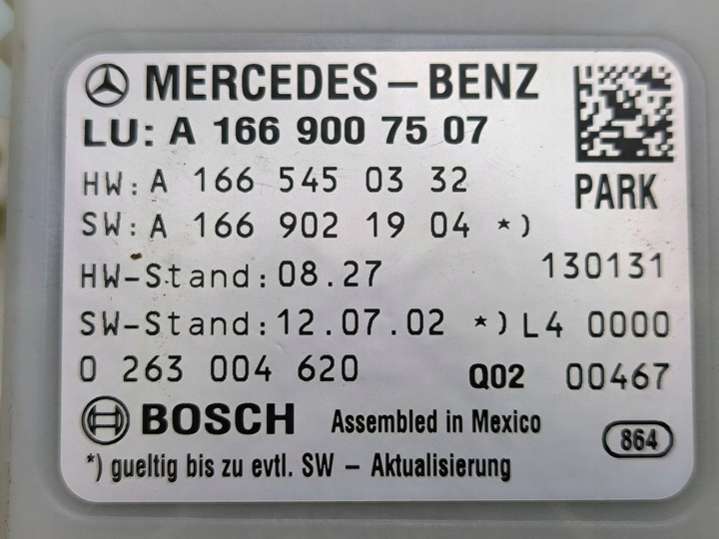 MERCEDES-BENZ
LU: A 166 900 75 07
HW: A 166 545 03 32
PARK
SW: A 166 902 19 04 *)
HW-Stand: 08.27
130131
SW-Stand: 12.07.02 *) L4 0000
0 263 004 620 Q02 00467
BOSCH Assembled in Mexico
864
*) gueltig bis zu evtl. SW - Aktualisierung